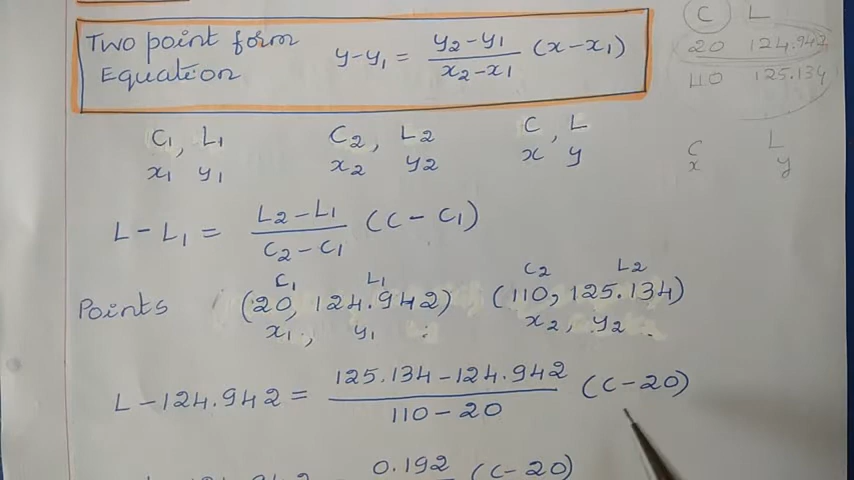 Two point form
Equation
y-y₁ = y₂-y₁ / x₂-x₁ (x-x₁)
C L
20 124.942
110 125.134
C L
x y
C₁, L₁ C₂, L₂ C, L
x₁ y₁ x₂ y₂ x y
L-L₁ = L₂-L₁ / C₂-C₁ (C-C₁)
C₁ L₁ C₂ L₂
Points (20, 124.942) (110, 125.134)
x₁, y₁ x₂, y₂
L-124.942 = 125.134-124.942 / 110-20 (C-20)
0.192 (C-20)